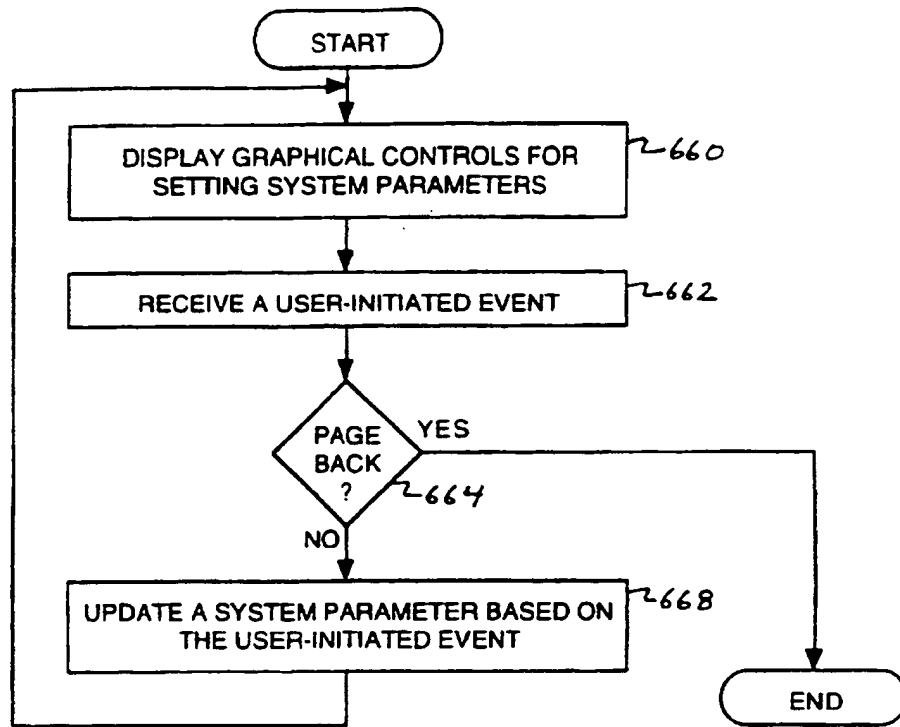 START
DISPLAY GRAPHICAL CONTROLS FOR
SETTING SYSTEM PARAMETERS
660
RECEIVE A USER-INITIATED EVENT
662
PAGE
BACK
?
YES
664
NO
UPDATE A SYSTEM PARAMETER BASED ON
THE USER-INITIATED EVENT
668
END